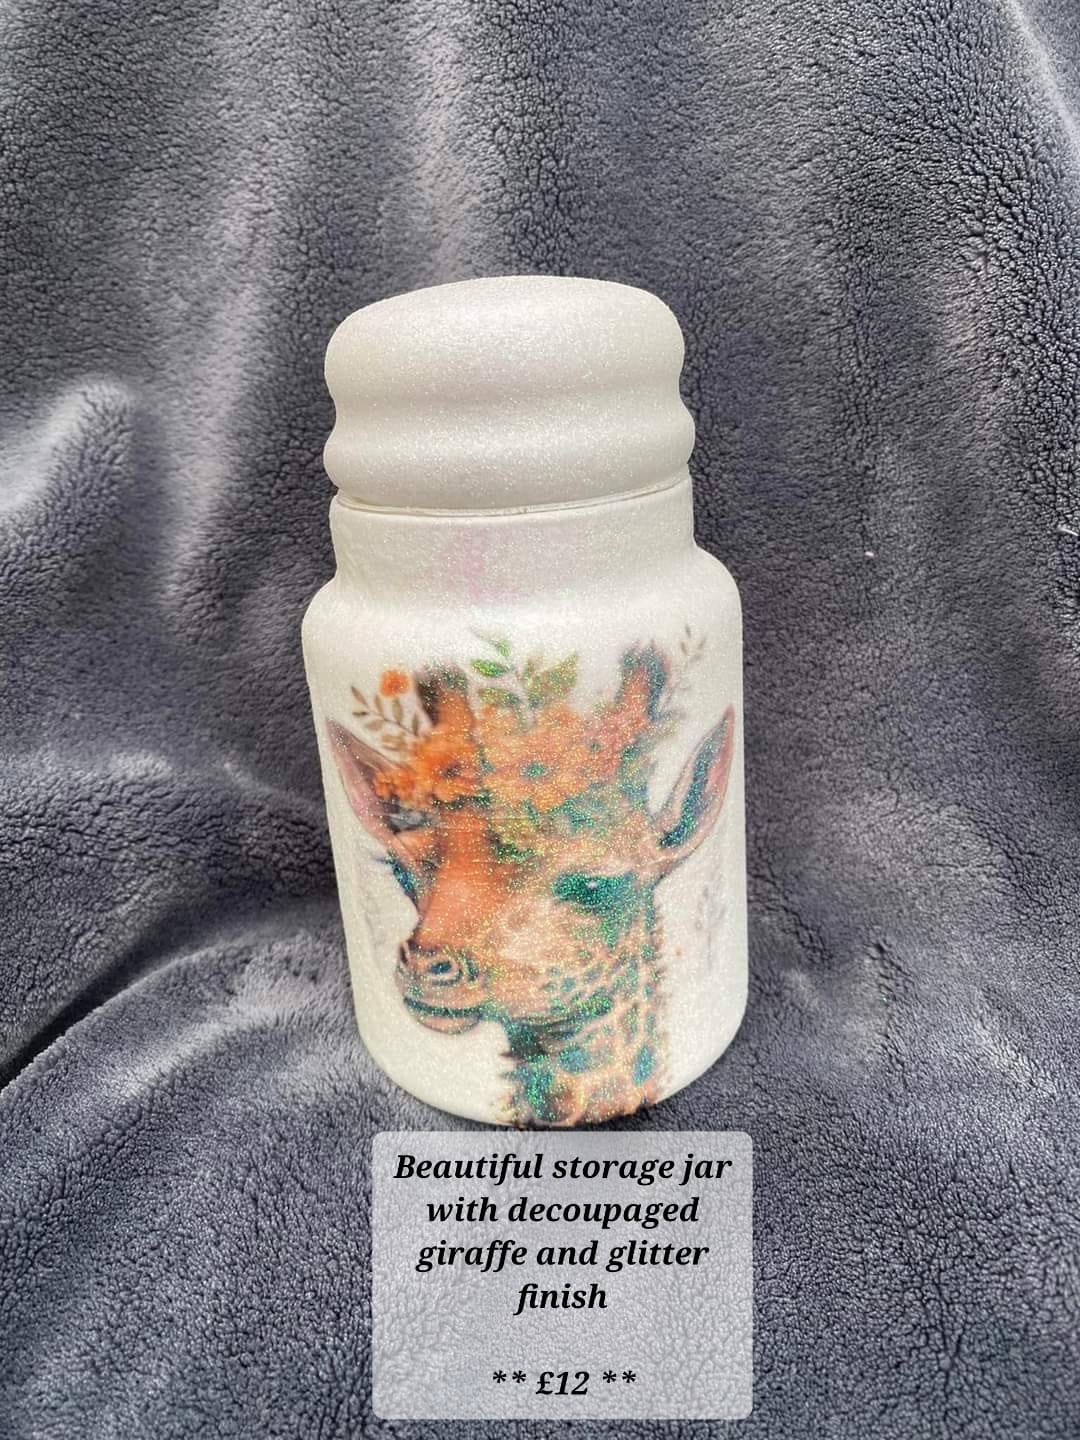 Beautiful storage jar
with decoupaged
giraffe and glitter
finish
** £12 **